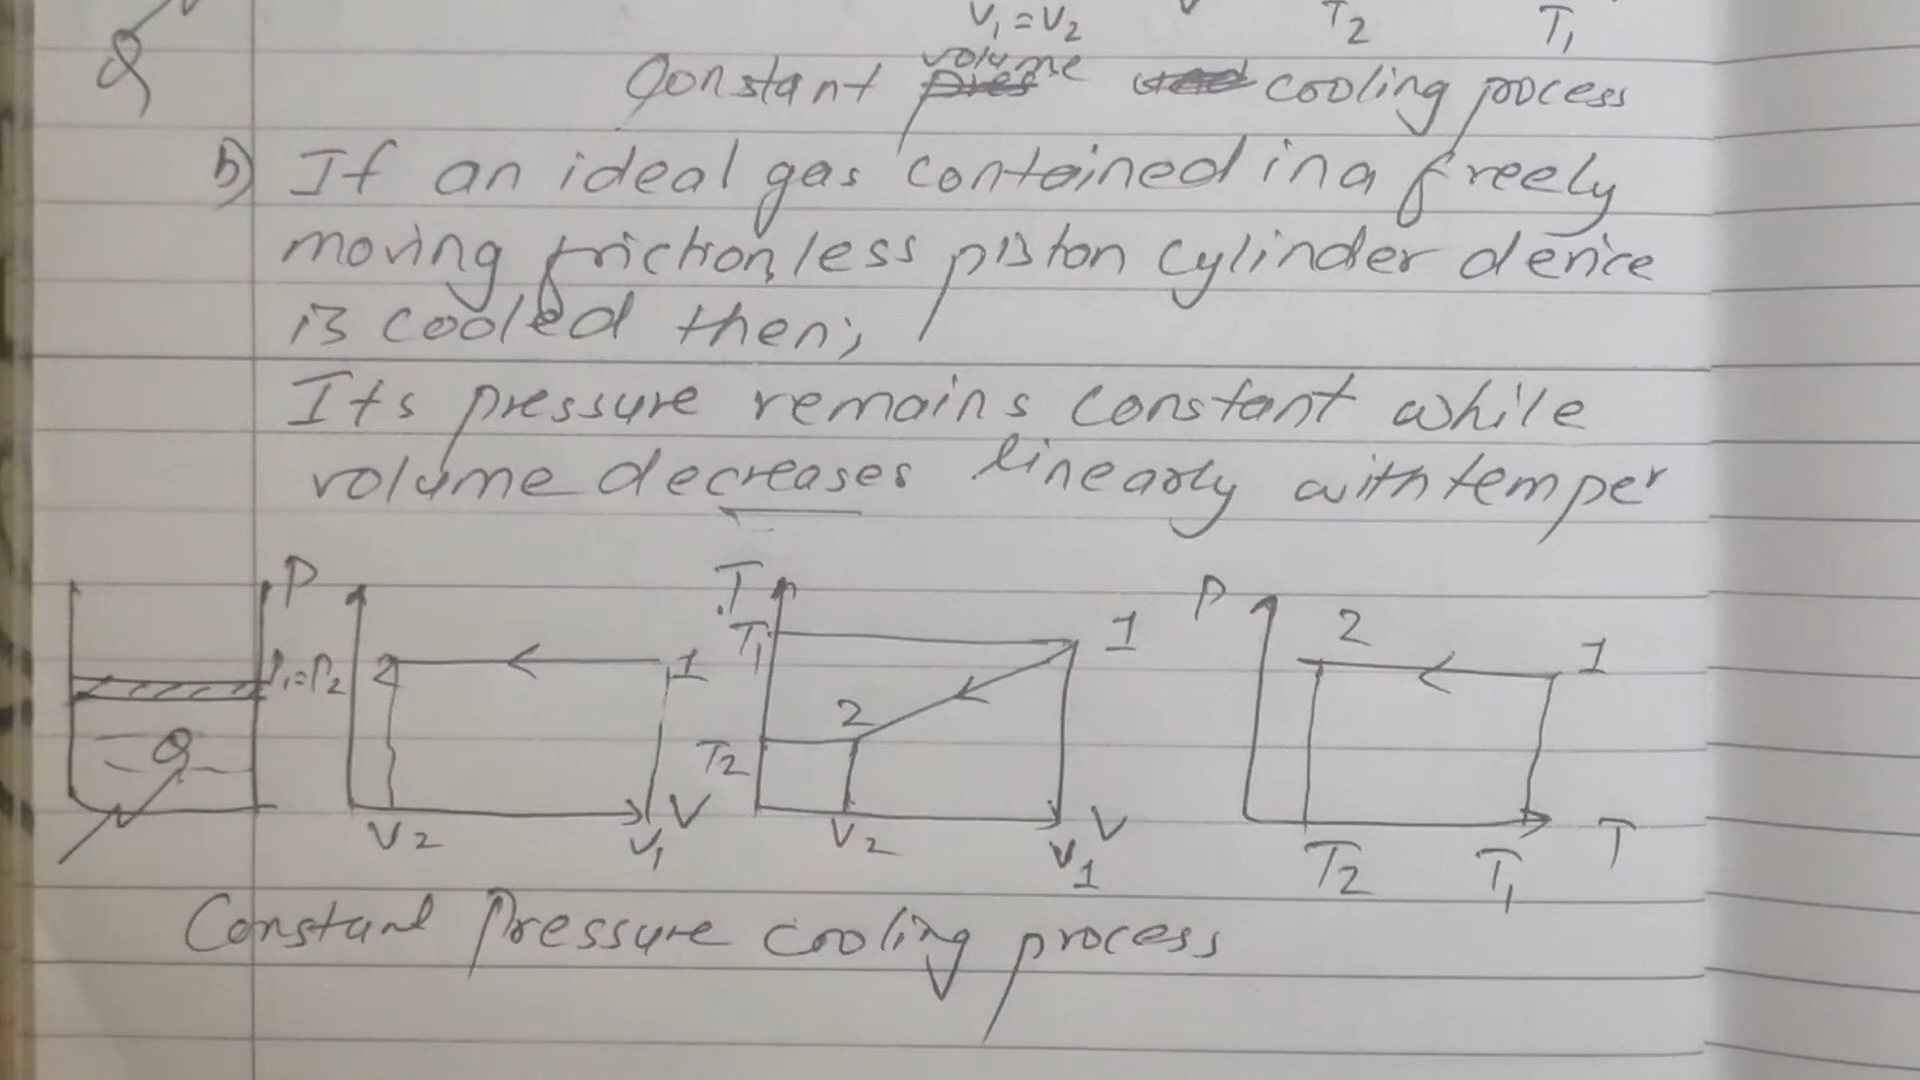 V₁=V₂ V T₂ T₁
Q
volume
Constant cooling process
b) If an ideal gas contained in a freely
moving frictionless piston cylinder device
is cooled then;
Its pressure remains constant while
volume decreases linearly with temper
P T P
T₁ 1 2 1
P₁=P₂ 2 1
2
Q T₂
V₂ V₁ V V₂ V₁ V T₂ T₁ T
Constant Pressure cooling process